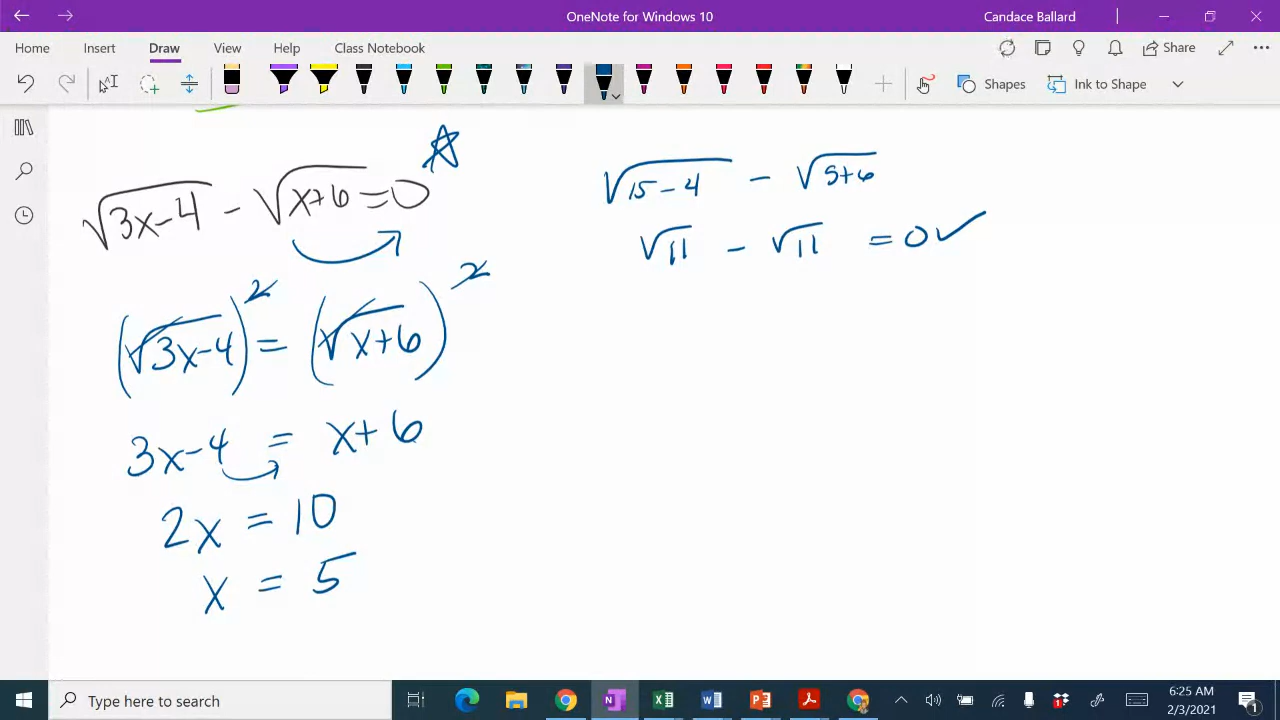 OneNote for Windows 10
Candace Ballard
Home Insert Draw View Help Class Notebook
Share
Shapes
Ink to Shape
√3x-4 - √x+6 = 0
(√3x-4)² = (√x+6)²
3x-4 = x+6
2x = 10
x = 5
√15-4 - √5+6
√11 - √11 = 0 ✓
Type here to search
6:25 AM
2/3/2021